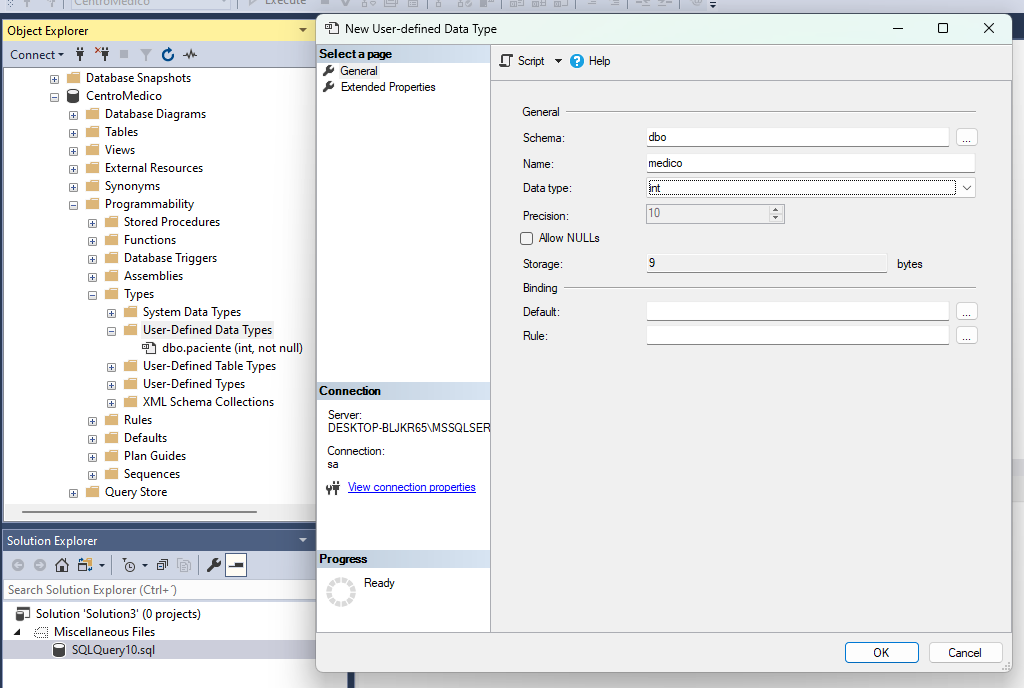 CentroMedico
Execute
Object Explorer
Connect
Database Snapshots
CentroMedico
Database Diagrams
Tables
Views
External Resources
Synonyms
Programmability
Stored Procedures
Functions
Database Triggers
Assemblies
Types
System Data Types
User-Defined Data Types
dbo.paciente (int, not null)
User-Defined Table Types
User-Defined Types
XML Schema Collections
Rules
Defaults
Plan Guides
Sequences
Query Store
Solution Explorer
Search Solution Explorer (Ctrl+´)
Solution 'Solution3' (0 projects)
Miscellaneous Files
SQLQuery10.sql
New User-defined Data Type
Select a page
General
Extended Properties
Connection
Server:
DESKTOP-BLJKR65\MSSQLSER
Connection:
sa
View connection properties
Progress
Ready
Script
Help
General
Schema: dbo ...
Name: medico
Data type: int
Precision: 10
Allow NULLs
Storage: 9 bytes
Binding
Default: ...
Rule: ...
OK Cancel